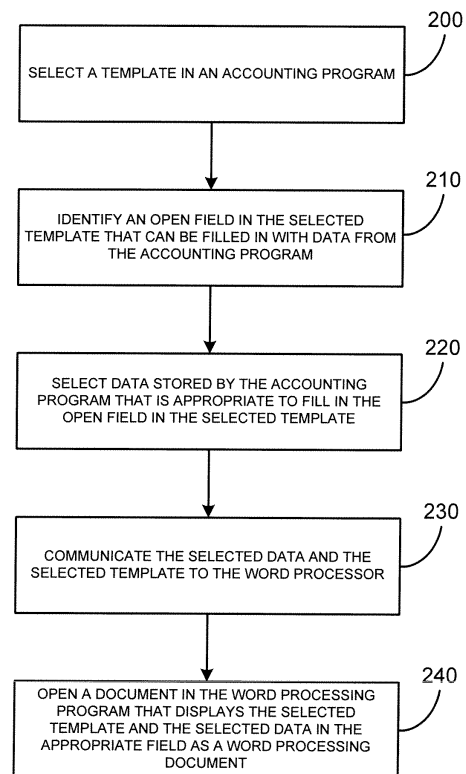 200
SELECT A TEMPLATE IN AN ACCOUNTING PROGRAM
210
IDENTIFY AN OPEN FIELD IN THE SELECTED
TEMPLATE THAT CAN BE FILLED IN WITH DATA FROM
THE ACCOUNTING PROGRAM
220
SELECT DATA STORED BY THE ACCOUNTING
PROGRAM THAT IS APPROPRIATE TO FILL IN THE
OPEN FIELD IN THE SELECTED TEMPLATE
230
COMMUNICATE THE SELECTED DATA AND THE
SELECTED TEMPLATE TO THE WORD PROCESSOR
240
OPEN A DOCUMENT IN THE WORD PROCESSING
PROGRAM THAT DISPLAYS THE SELECTED
TEMPLATE AND THE SELECTED DATA IN THE
APPROPRIATE FIELD AS A WORD PROCESSING
DOCUMENT